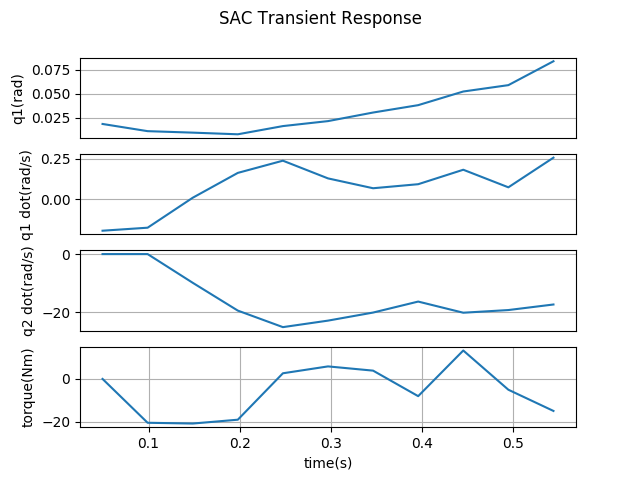 SAC Transient Response
q1(rad)
0.075
0.050
0.025
q1 dot(rad/s)
0.25
0.00
q2 dot(rad/s)
0
−20
torque(Nm)
0
−20
0.1 0.2 0.3 0.4 0.5
time(s)